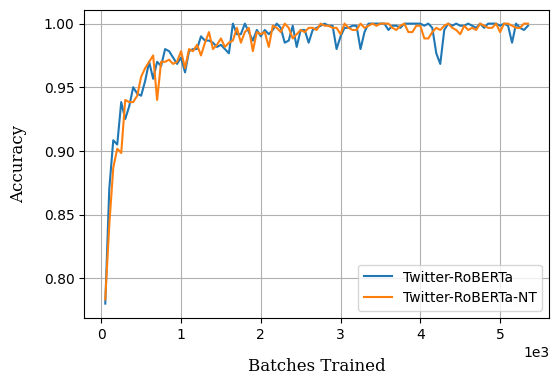 1.00
0.95
0.90
0.85
0.80
Accuracy
Twitter-RoBERTa
Twitter-RoBERTa-NT
0 1 2 3 4 5
1e3
Batches Trained